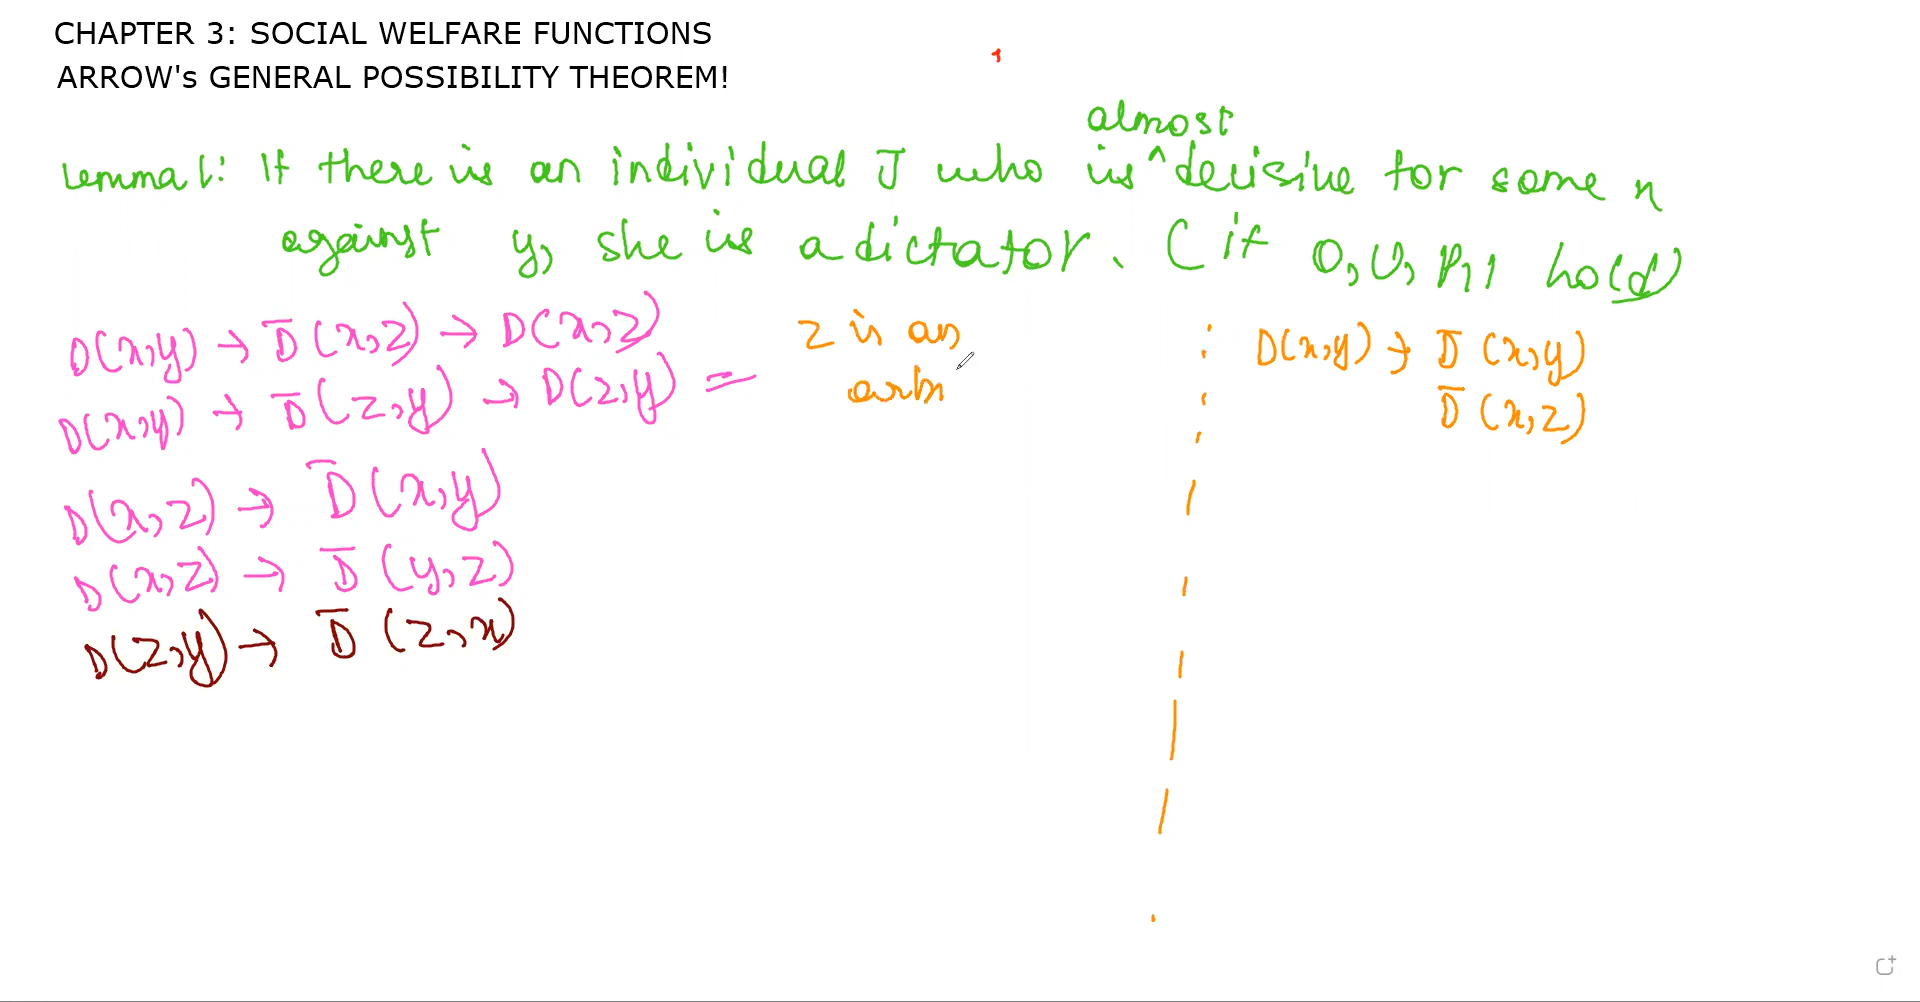 CHAPTER 3: SOCIAL WELFARE FUNCTIONS
ARROW's GENERAL POSSIBILITY THEOREM!
almost
Lemma 1: If there is an individual J who is ^ decisive for some x
against y, she is a dictator. (if O, U, P, I hold)
D(x,y) → D̅(x,z) → D(x,z)
D(x,y) → D̅(z,y) → D(z,y) =
D(x,z) → D̅(x,y)
D(x,z) → D̅(y,z)
D(z,y) → D̅(z,x)
z is an
arbi
D(x,y) → D̅(x,y)
D̅(x,z)